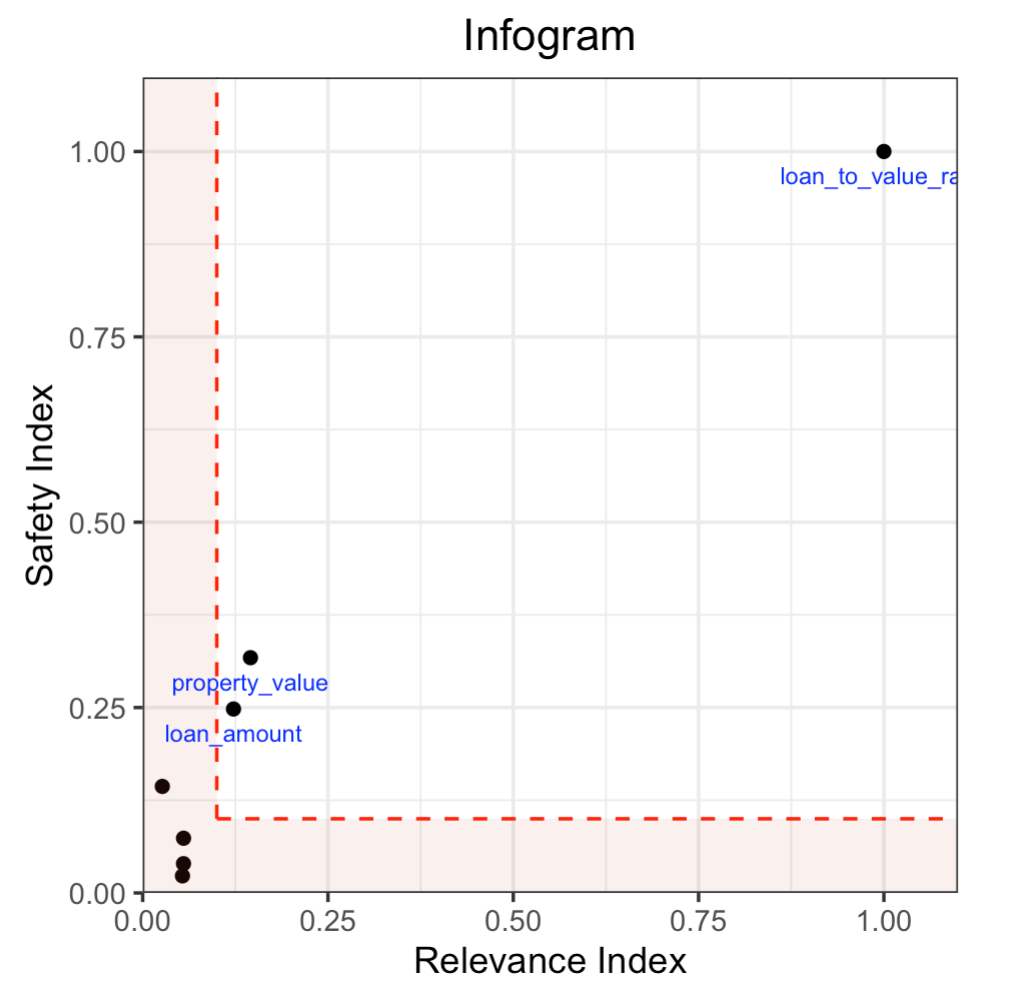 Infogram
Safety Index
1.00
0.75
0.50
0.25
0.00
loan_to_value_ra
property_value
loan_amount
0.00 0.25 0.50 0.75 1.00
Relevance Index